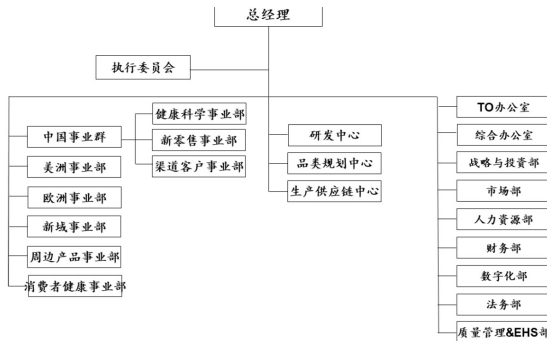 总经理
执行委员会
中国事业群
美洲事业部
欧洲事业部
新域事业部
周边产品事业部
消费者健康事业部
健康科学事业部
新零售事业部
渠道客户事业部
研发中心
品类规划中心
生产供应链中心
TO办公室
综合办公室
战略与投资部
市场部
人力资源部
财务部
数字化部
法务部
质量管理&EHS部